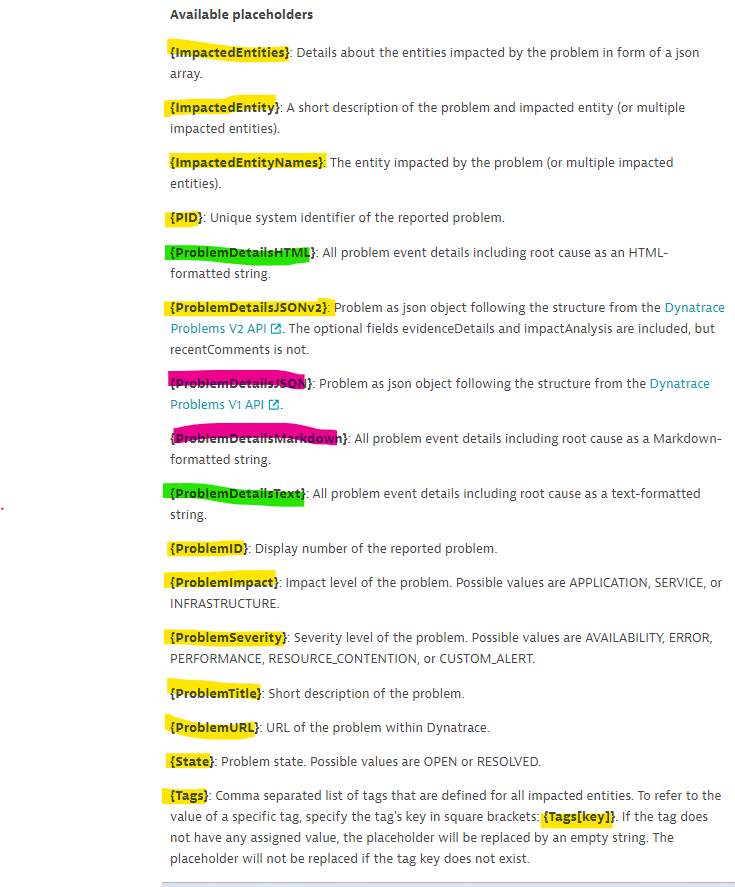 Available placeholders
{ImpactedEntities}: Details about the entities impacted by the problem in form of a json
array.
{ImpactedEntity}: A short description of the problem and impacted entity (or multiple
impacted entities).
{ImpactedEntityNames}: The entity impacted by the problem (or multiple impacted
entities).
{PID}: Unique system identifier of the reported problem.
{ProblemDetailsHTML}: All problem event details including root cause as an HTML-
formatted string.
{ProblemDetailsJSONv2}: Problem as json object following the structure from the Dynatrace
Problems V2 API. The optional fields evidenceDetails and impactAnalysis are included, but
recentComments is not.
{ProblemDetailsJSON}: Problem as json object following the structure from the Dynatrace
Problems V1 API.
{ProblemDetailsMarkdown}: All problem event details including root cause as a Markdown-
formatted string.
{ProblemDetailsText}: All problem event details including root cause as a text-formatted
string.
{ProblemID}: Display number of the reported problem.
{ProblemImpact}: Impact level of the problem. Possible values are APPLICATION, SERVICE, or
INFRASTRUCTURE.
{ProblemSeverity}: Severity level of the problem. Possible values are AVAILABILITY, ERROR,
PERFORMANCE, RESOURCE_CONTENTION, or CUSTOM_ALERT.
{ProblemTitle}: Short description of the problem.
{ProblemURL}: URL of the problem within Dynatrace.
{State}: Problem state. Possible values are OPEN or RESOLVED.
{Tags}: Comma separated list of tags that are defined for all impacted entities. To refer to the
value of a specific tag, specify the tag's key in square brackets: {Tags[key]}. If the tag does
not have any assigned value, the placeholder will be replaced by an empty string. The
placeholder will not be replaced if the tag key does not exist.